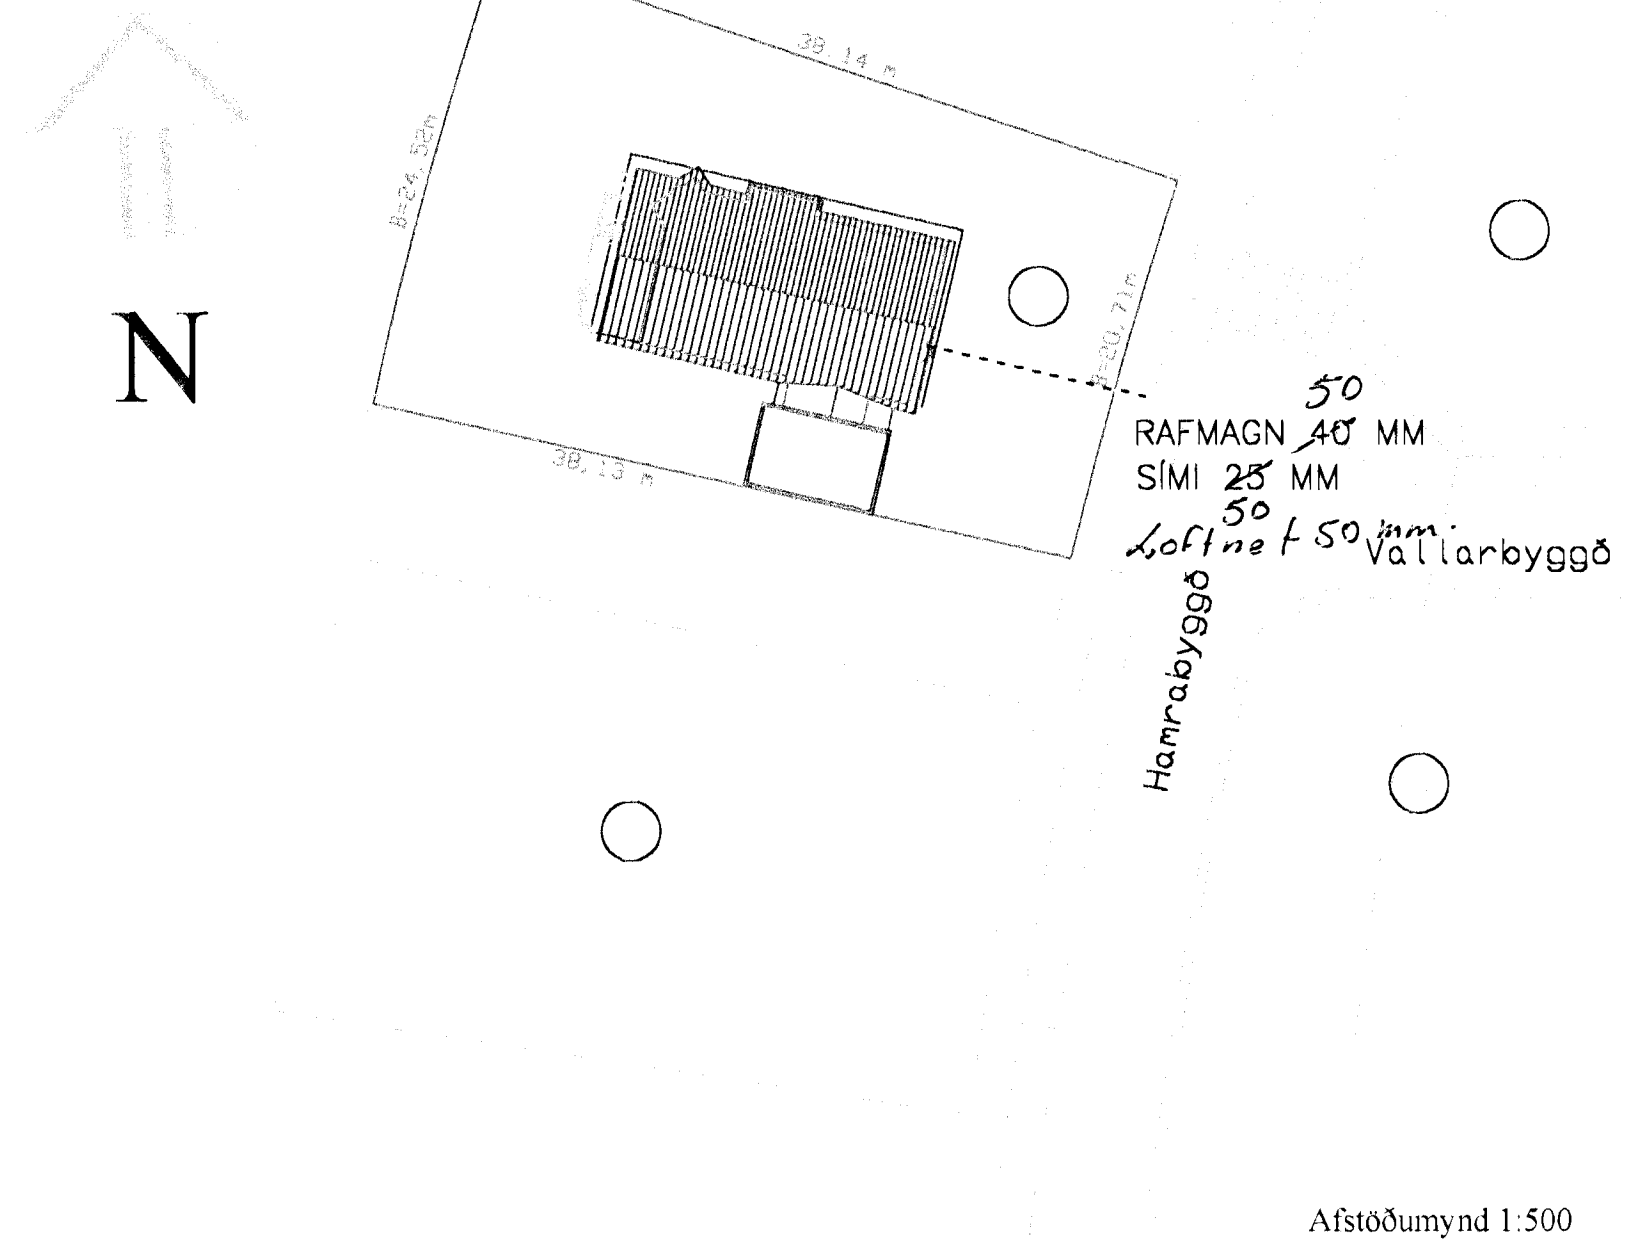 38.14 m
B=24,52m
N
B=20,71m
50
RAFMAGN 40 MM
SÍMI 25 MM
50
Loftnet 50 mm.
Vallarbyggð
38,13 m
Hamrabyggð
Afstöðumynd 1:500